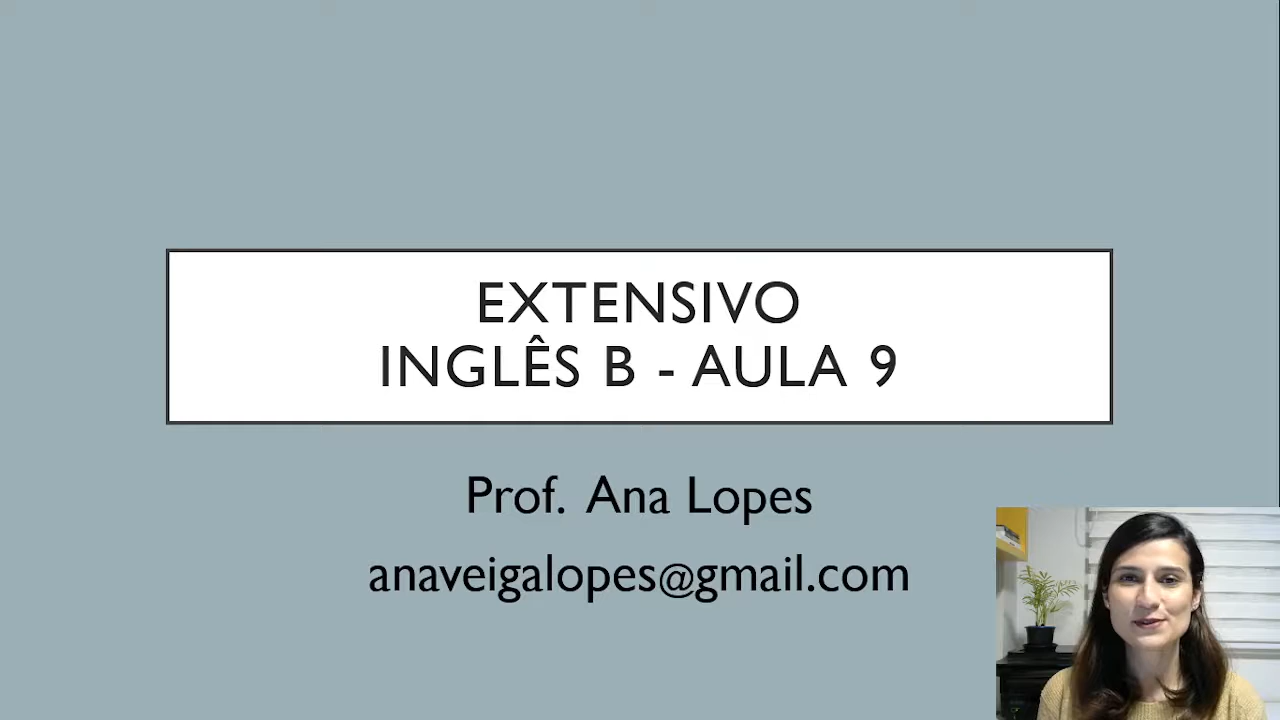 EXTENSIVO
INGLÊS B - AULA 9
Prof. Ana Lopes
anaveigalopes@gmail.com